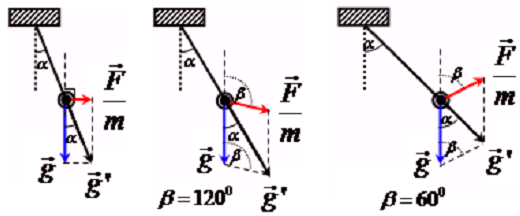 α
F/m
α
g⃗ g⃗'
α
β F⃗/m
α
β
g⃗ g⃗'
β = 120⁰
α
β F⃗/m
α
β
g⃗ g⃗'
β = 60⁰